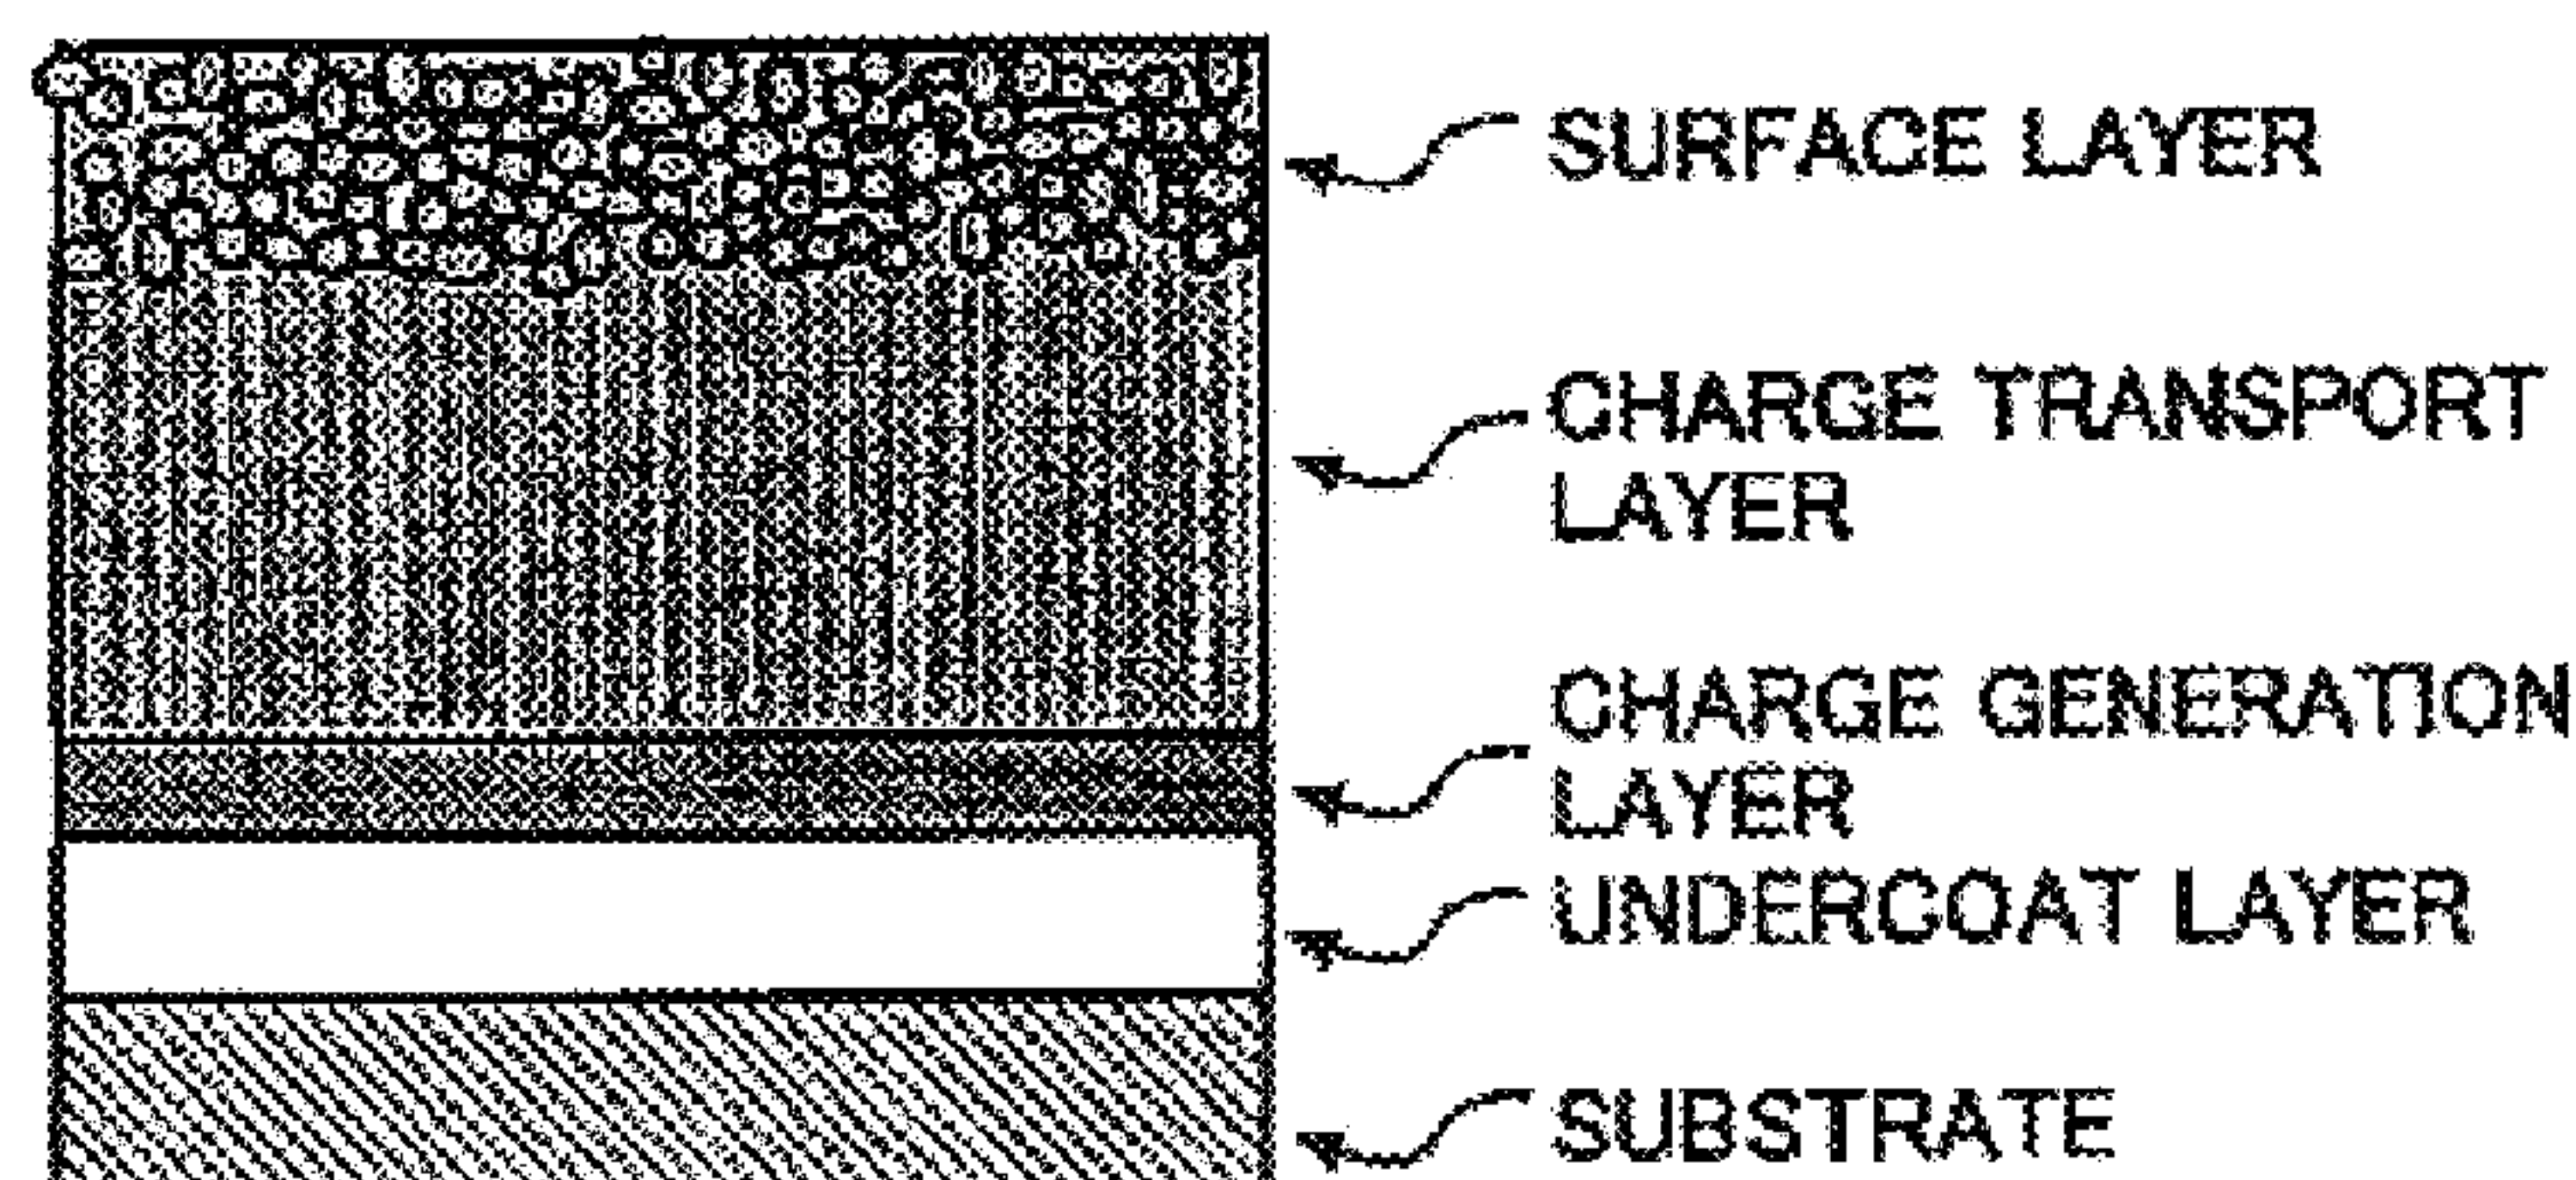 SURFACE LAYER
CHARGE TRANSPORT
LAYER
CHARGE GENERATION
LAYER
UNDERCOAT LAYER
SUBSTRATE